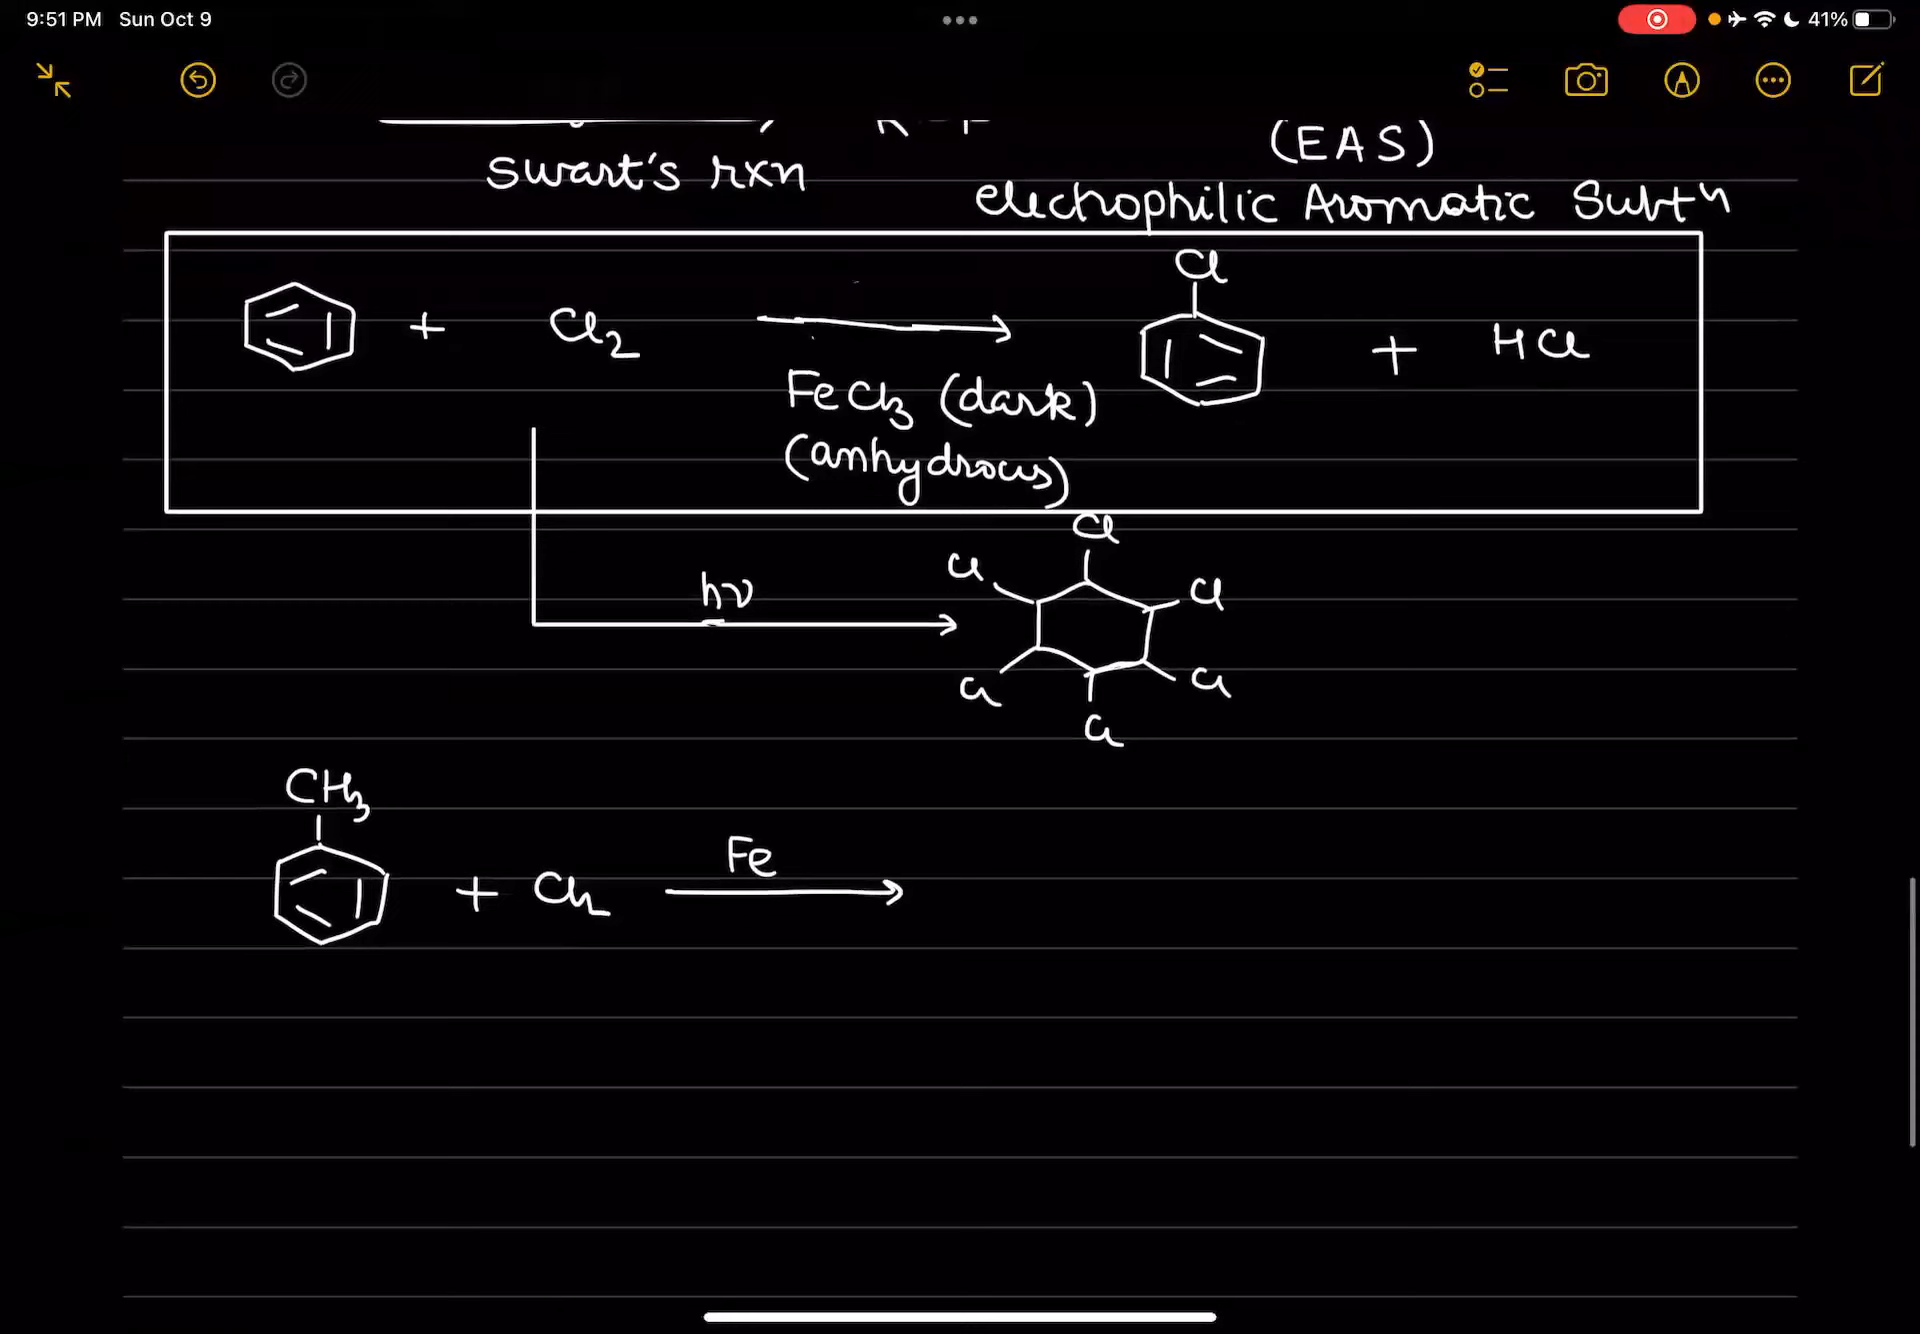 9:51 PM Sun Oct 9
41%
(EAS)
Swart's rxn
electrophilic Aromatic Subtⁿ
Cl
+ Cl₂
+ HCl
FeCl₃ (dark)
(anhydrous)
Cl
Cl
Cl
hν
Cl
Cl
Cl
CH₃
Fe
+ Cl₂